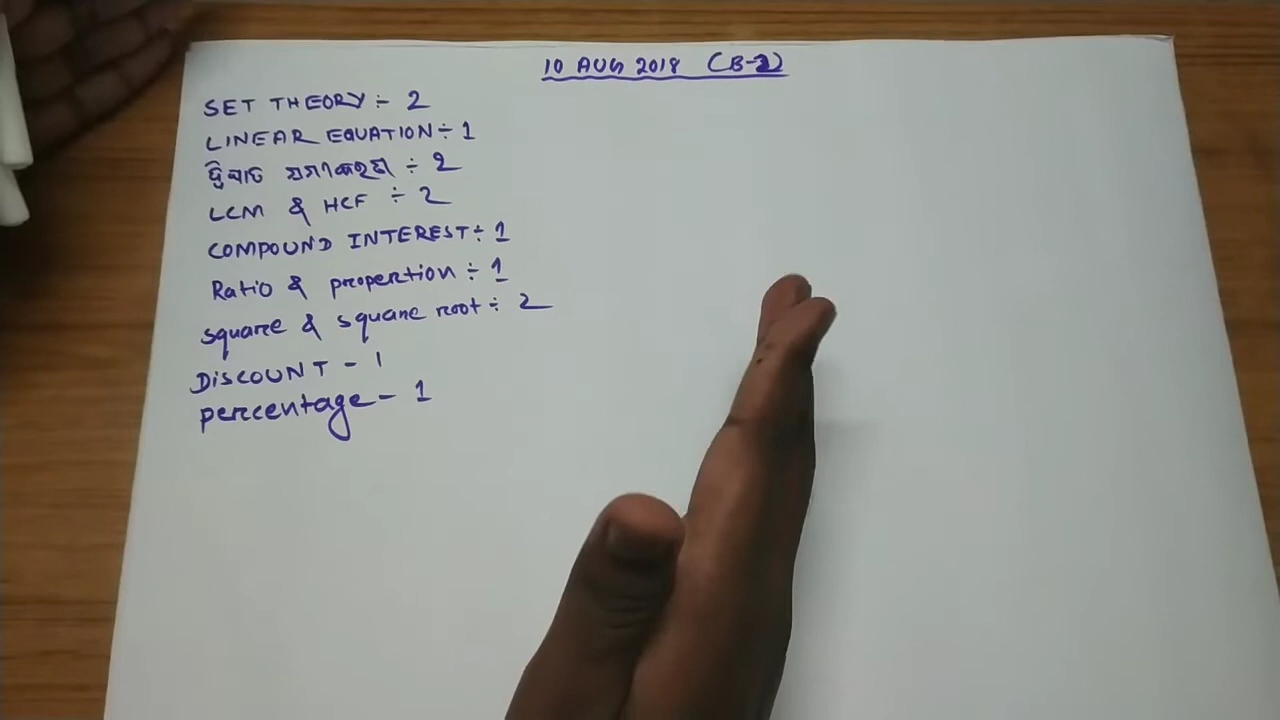 10 AUG 2018 (B-2)
SET THEORY ÷ 2
LINEAR EQUATION ÷ 1
ଦ୍ୱିଘାତ ସମୀକରଣ ÷ 2
LCM & HCF ÷ 2
COMPOUND INTEREST ÷ 1
Ratio & propertion ÷ 1
square & square root ÷ 2
DISCOUNT - 1
percentage - 1